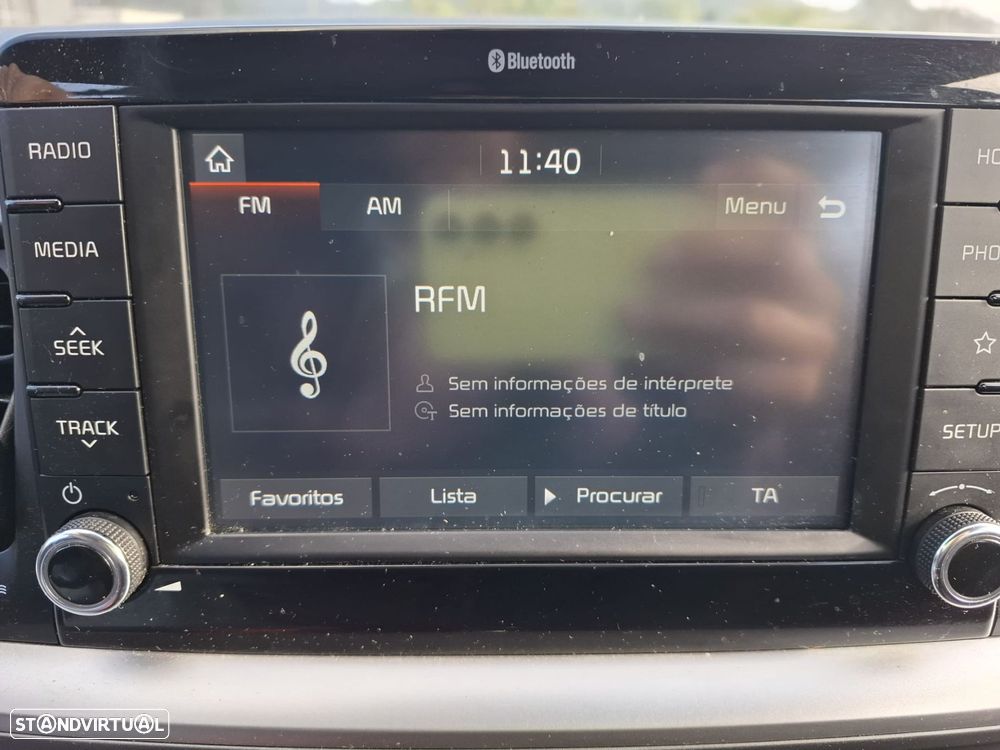 Bluetooth
RADIO
MEDIA
SEEK
TRACK
11:40
FM AM Menu
RFM
Sem informações de intérprete
Sem informações de título
Favoritos Lista Procurar TA
SETUP
STANDVIRTUAL